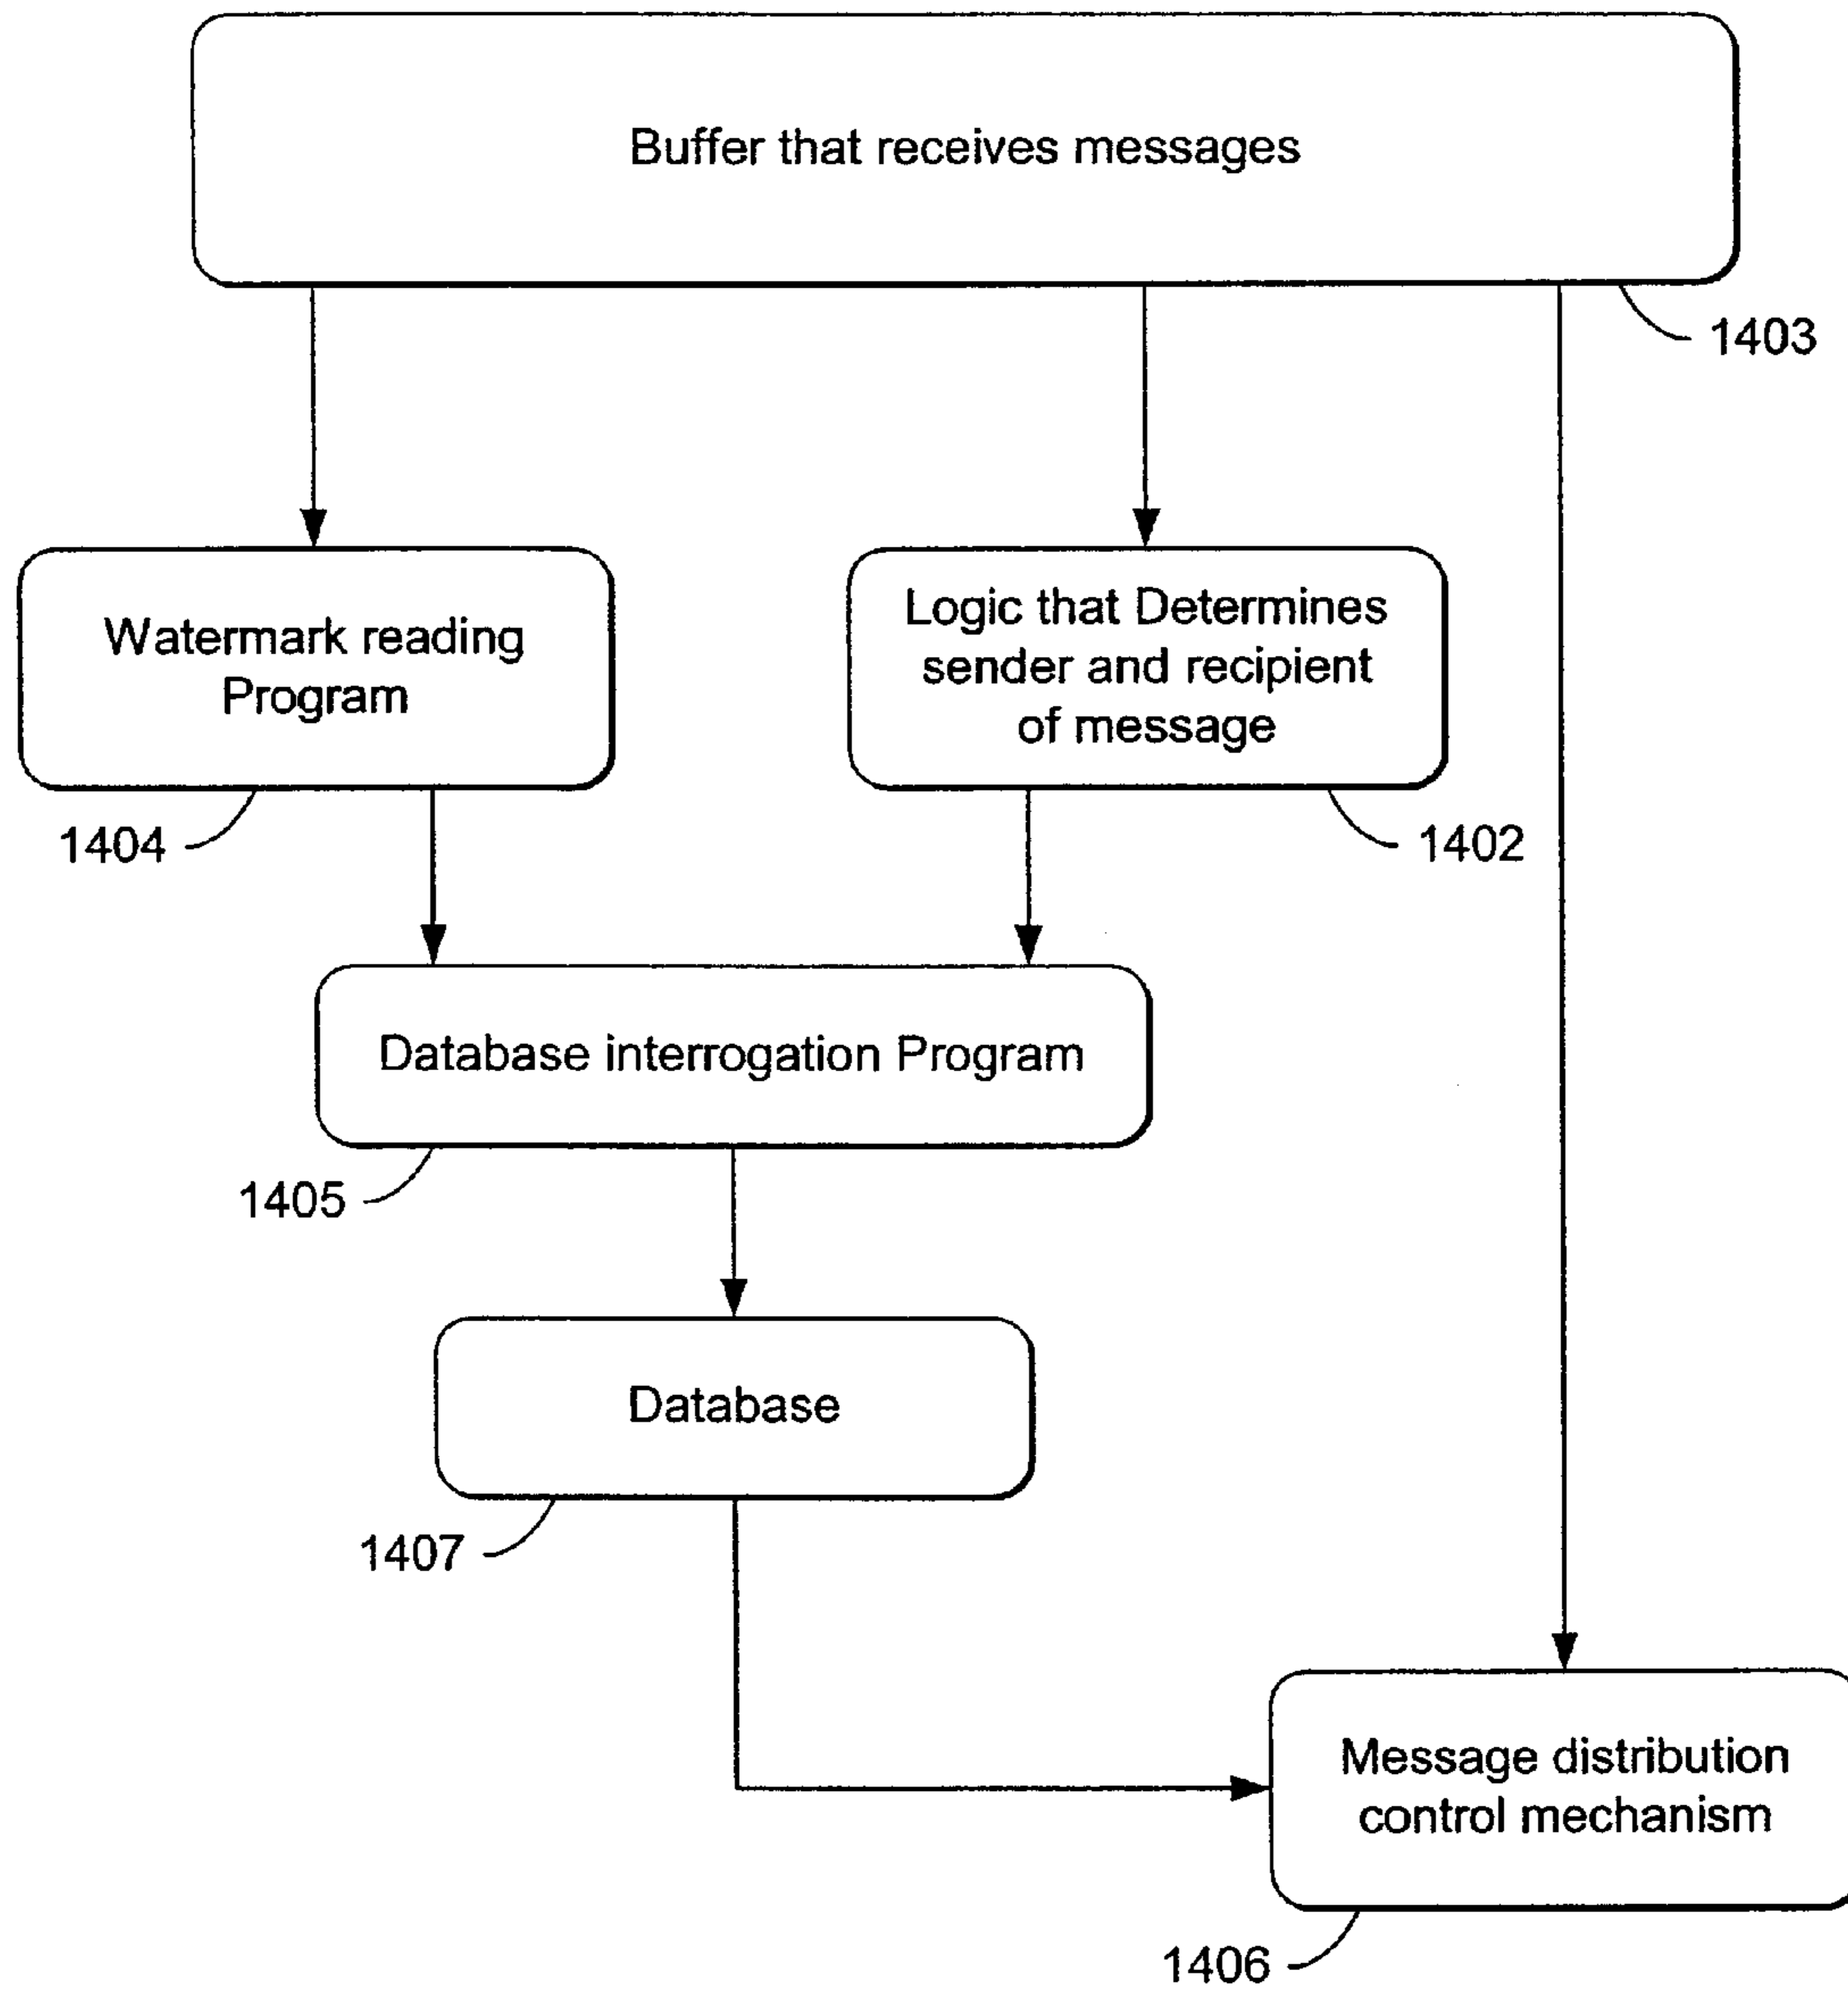 Buffer that receives messages
1403
Watermark reading
Program
1404
Logic that Determines
sender and recipient
of message
1402
Database interrogation Program
1405
Database
1407
Message distribution
control mechanism
1406